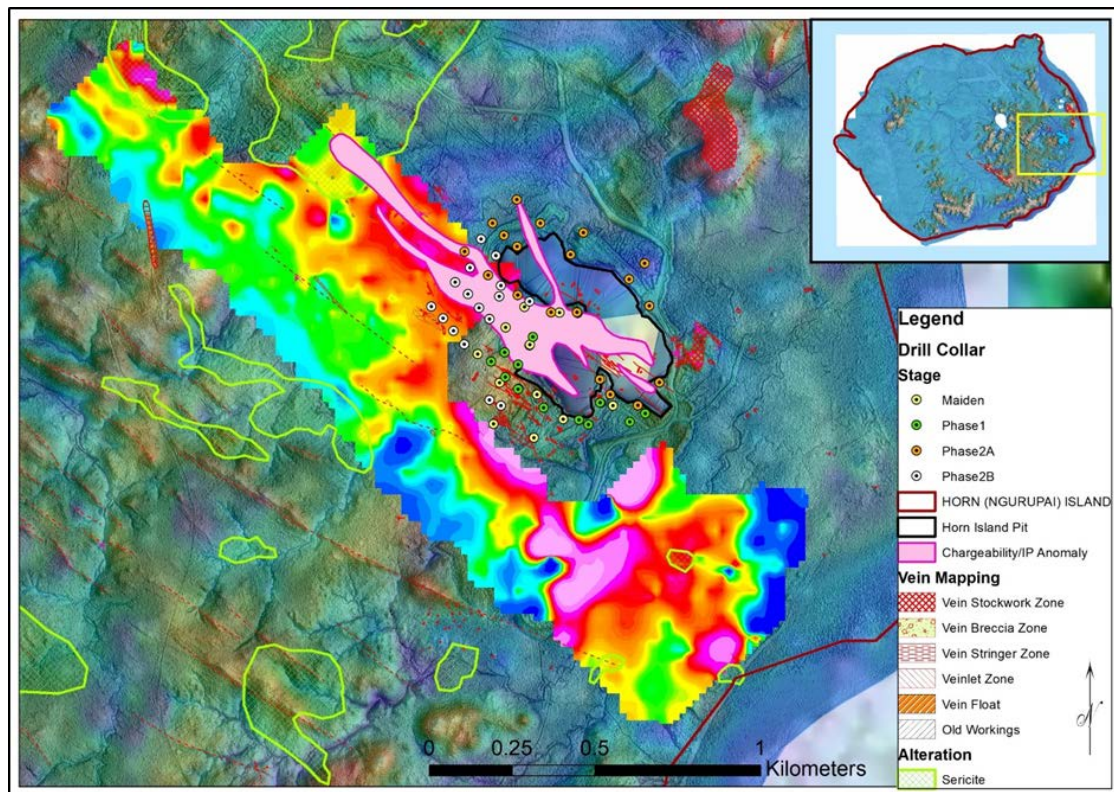 Legend
Drill Collar
Stage
Maiden
Phase1
Phase2A
Phase2B
HORN (NGURUPAI) ISLAND
Horn Island Pit
Chargeability/IP Anomaly
Vein Mapping
Vein Stockwork Zone
Vein Breccia Zone
Vein Stringer Zone
Veinlet Zone
Vein Float
Old Workings
Alteration
Sericite
N
0 0.25 0.5 1
Kilometers